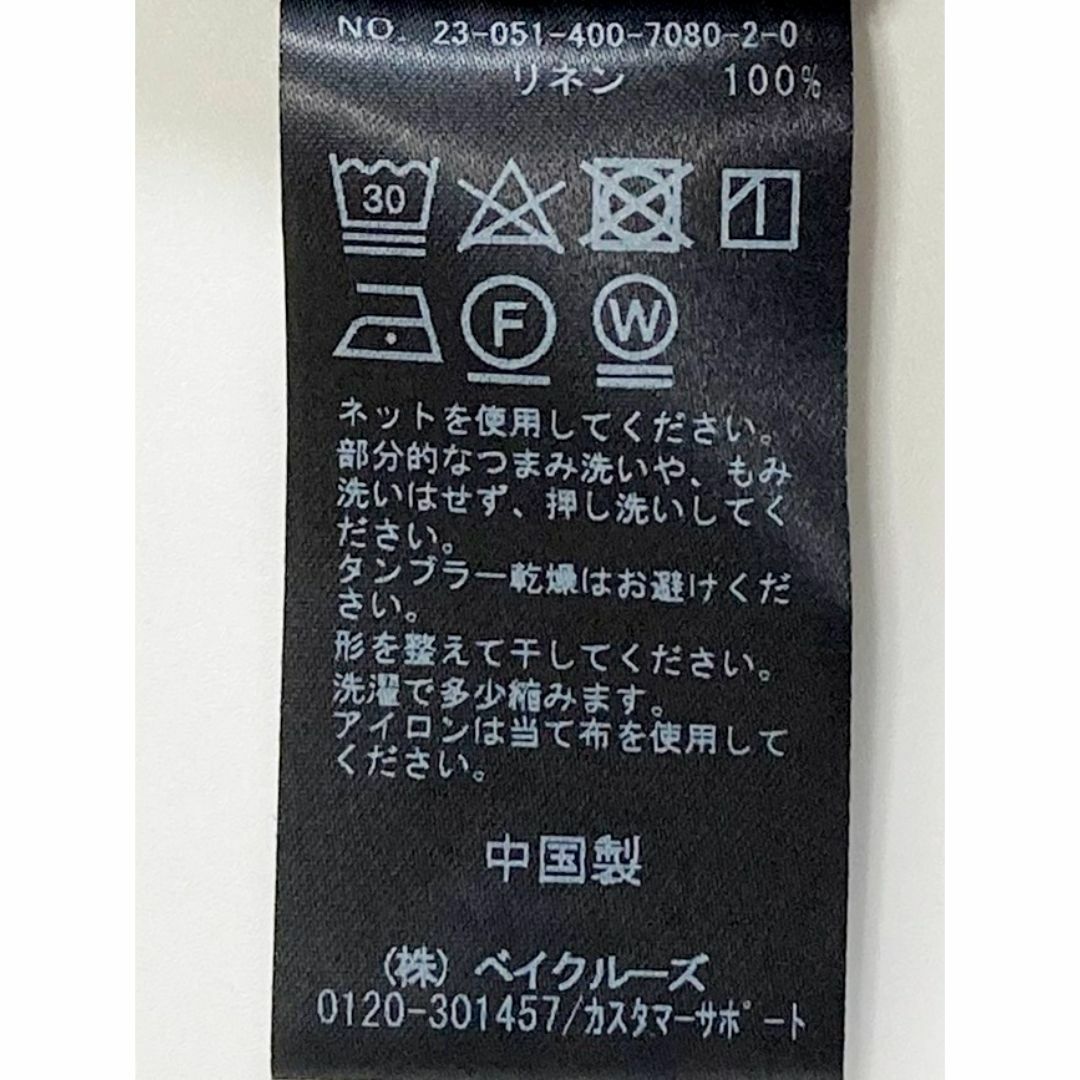 NO. 23-051-400-7080-2-0
リネン 100%
30
F W
ネットを使用してください。
部分的なつまみ洗いや、もみ
洗いはせず、押し洗いしてく
ださい。
タンブラー乾燥はお避けくだ
さい。
形を整えて干してください。
洗濯で多少縮みます。
アイロンは当て布を使用して
ください。
中国製
(株) ベイクルーズ
0120-301457/カスタマーサポート